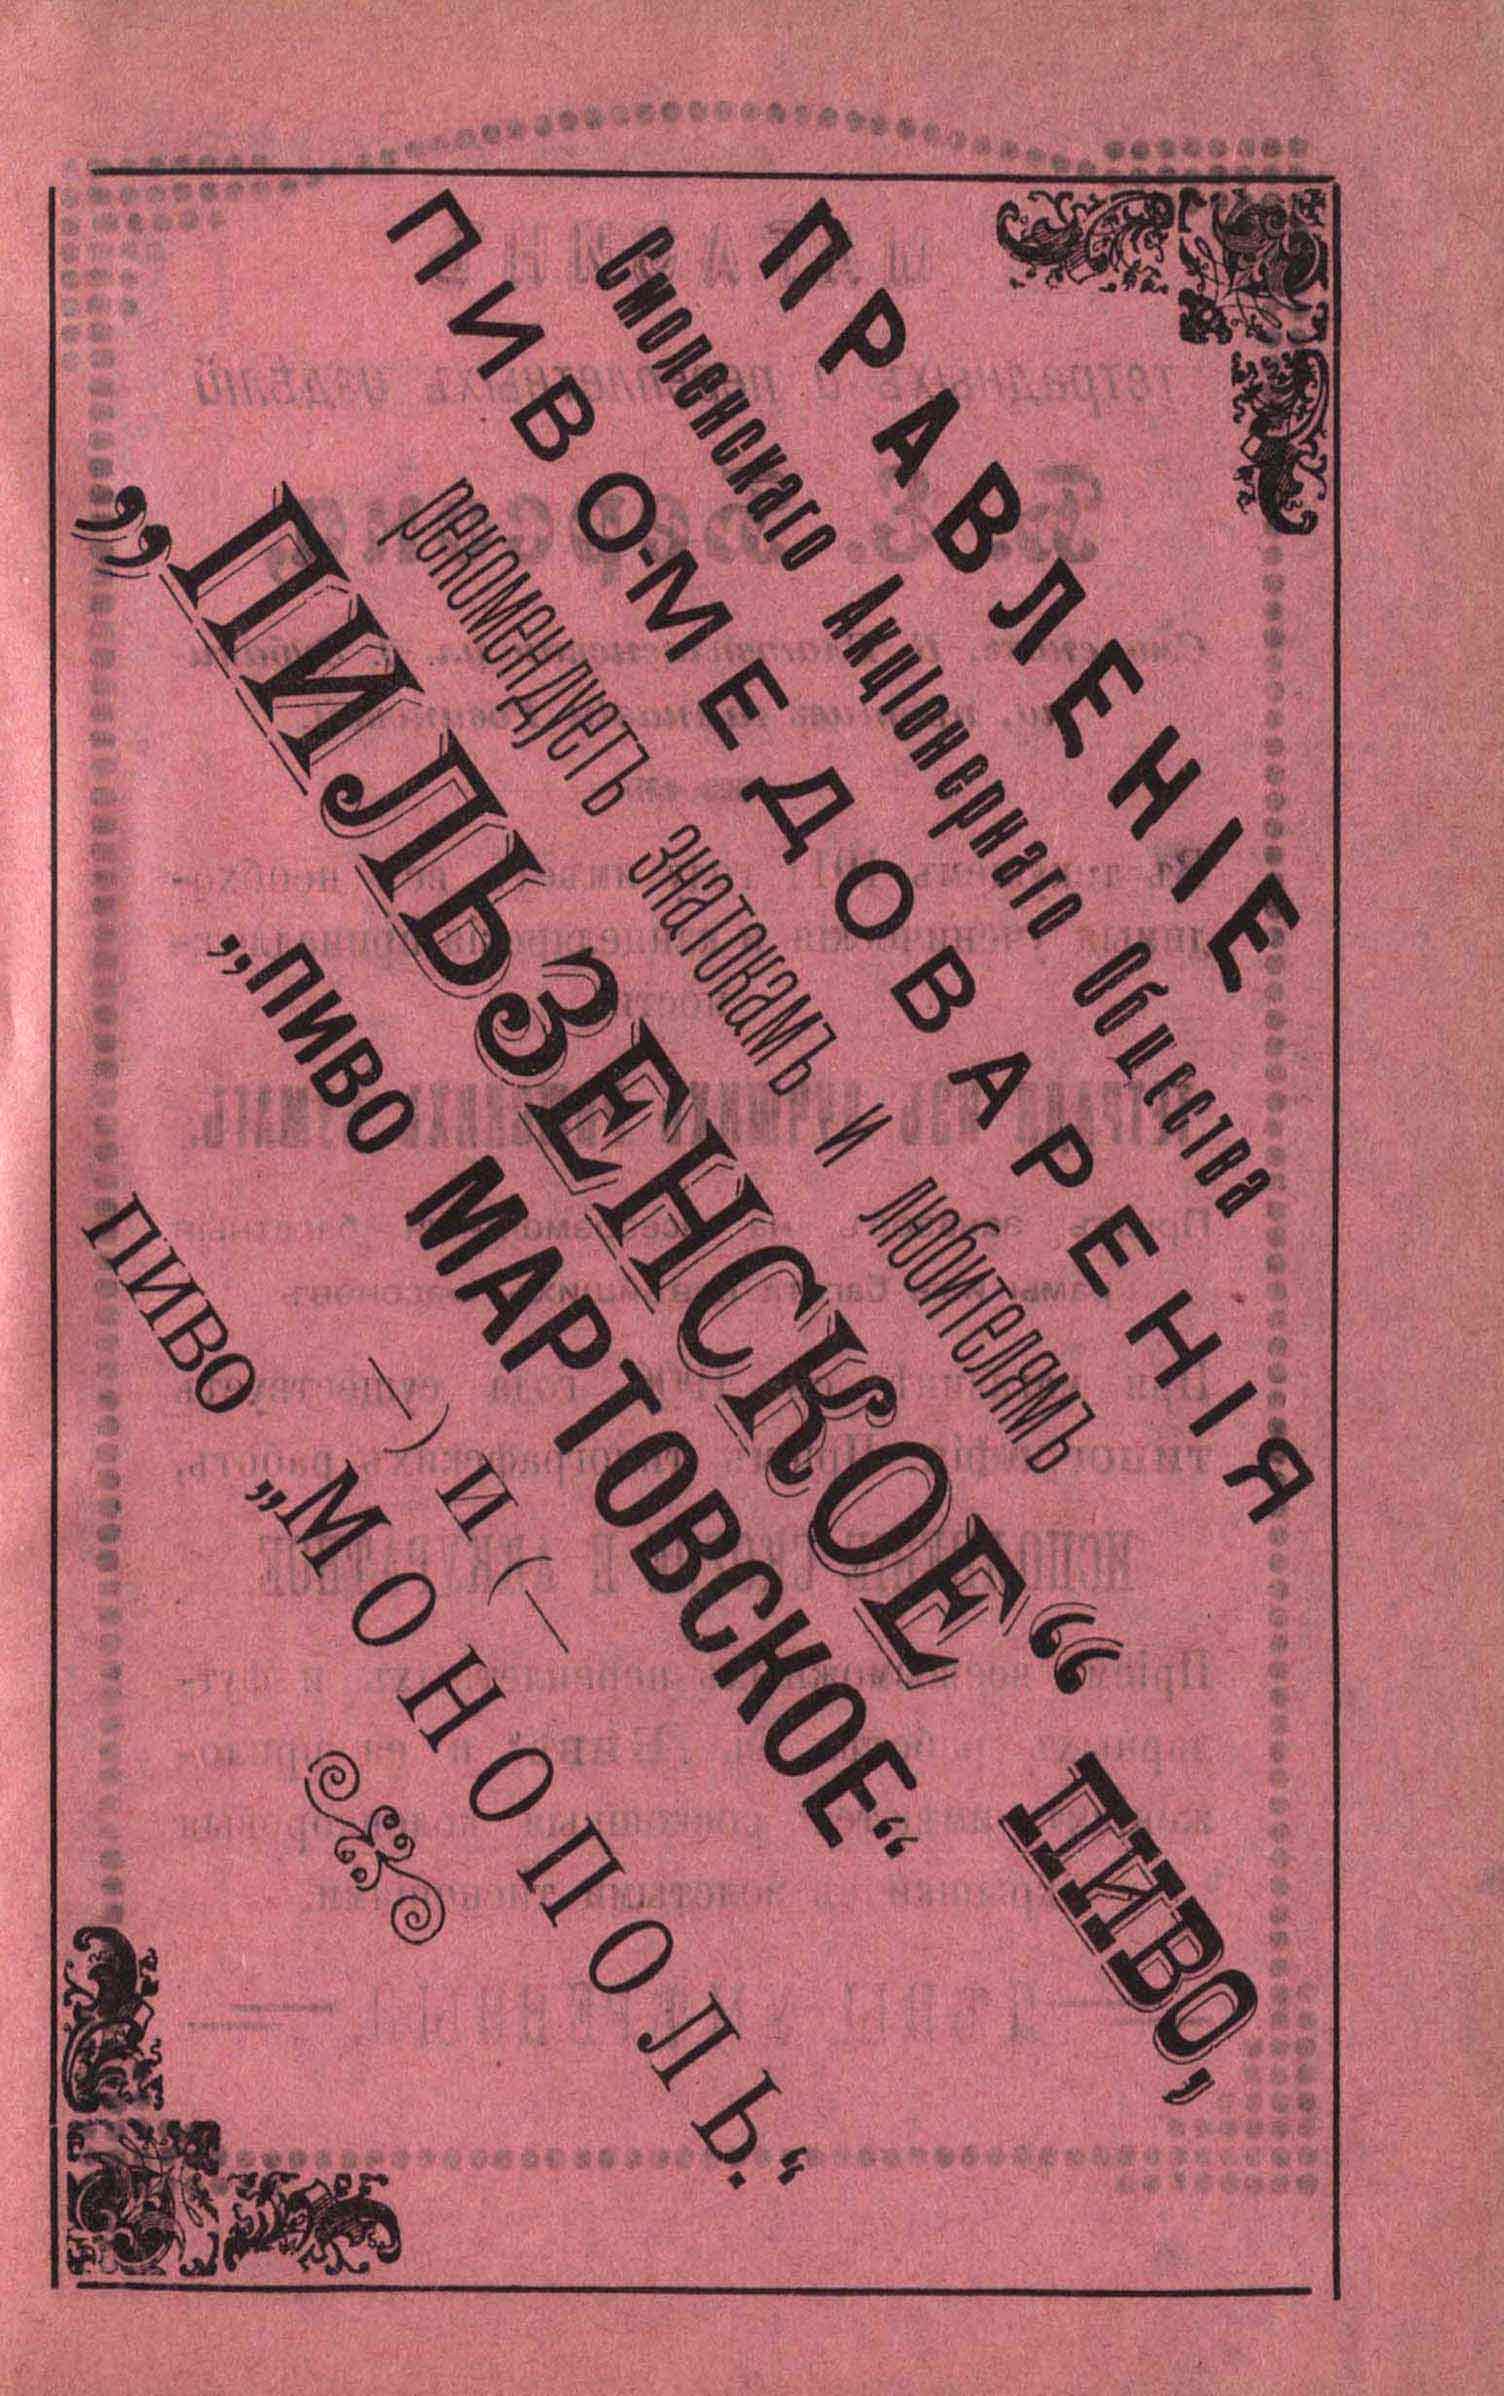 ПРАВЛЕНІЕ
Смоленскаго Акціонернаго Общества
ПИВО-МЕДОВАРЕНІЯ
рекомендуетъ знатокамъ и любителямъ
„ПИЛЬЗЕНСКОЕ“ ПИВО,
„ПИВО МАРТОВСКОЕ“
—) и (—
ПИВО „МОНОПОЛЬ.“